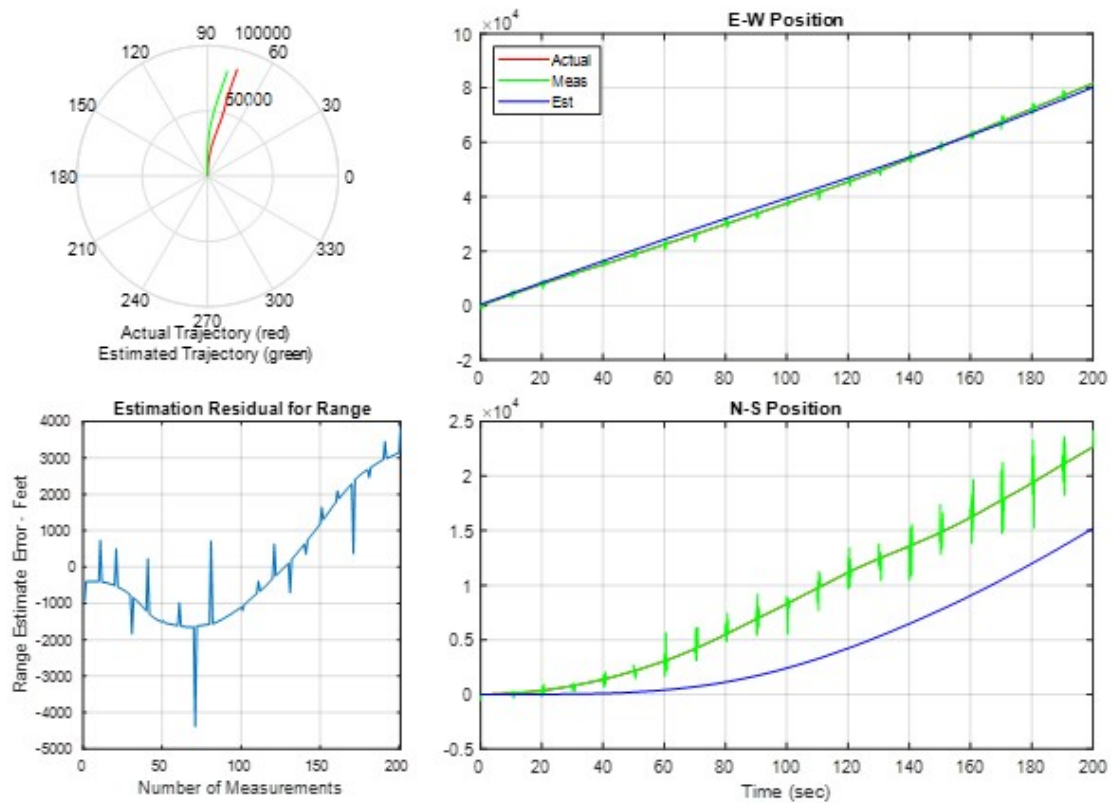 90
100000
120
60
150
50000
30
180
0
210
330
240
300
270
Actual Trajectory (red)
Estimated Trajectory (green)
E-W Position
×10^4
10
8
6
4
2
0
-2
Actual
Meas
Est
0 20 40 60 80 100 120 140 160 180 200
Estimation Residual for Range
Range Estimate Error - Feet
4000
3000
2000
1000
0
-1000
-2000
-3000
-4000
-5000
0 50 100 150 200
Number of Measurements
N-S Position
×10^4
2.5
2
1.5
1
0.5
0
-0.5
0 20 40 60 80 100 120 140 160 180 200
Time (sec)